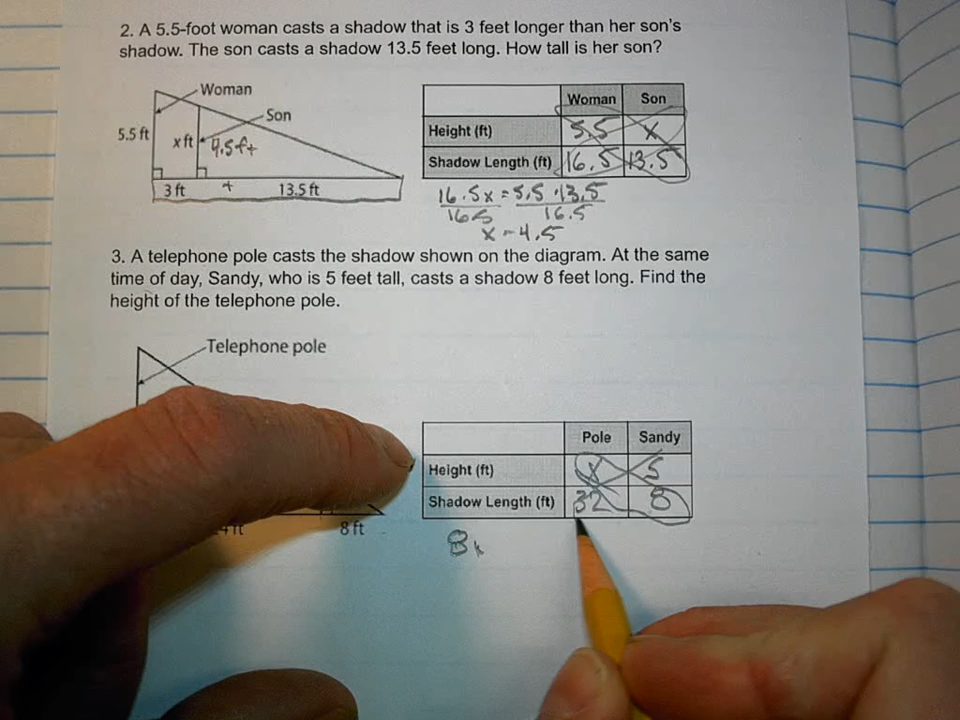 2. A 5.5-foot woman casts a shadow that is 3 feet longer than her son's
shadow. The son casts a shadow 13.5 feet long. How tall is her son?
Woman
Son
5.5 ft
x ft
4.5 ft
3 ft + 13.5 ft
Woman Son
Height (ft) 5.5 x
Shadow Length (ft) 16.5 13.5
16.5x = 5.5 · 13.5
16.5 16.5
x = 4.5
3. A telephone pole casts the shadow shown on the diagram. At the same
time of day, Sandy, who is 5 feet tall, casts a shadow 8 feet long. Find the
height of the telephone pole.
Telephone pole
8 ft
Pole Sandy
Height (ft) x 5
Shadow Length (ft) 32 8
8x